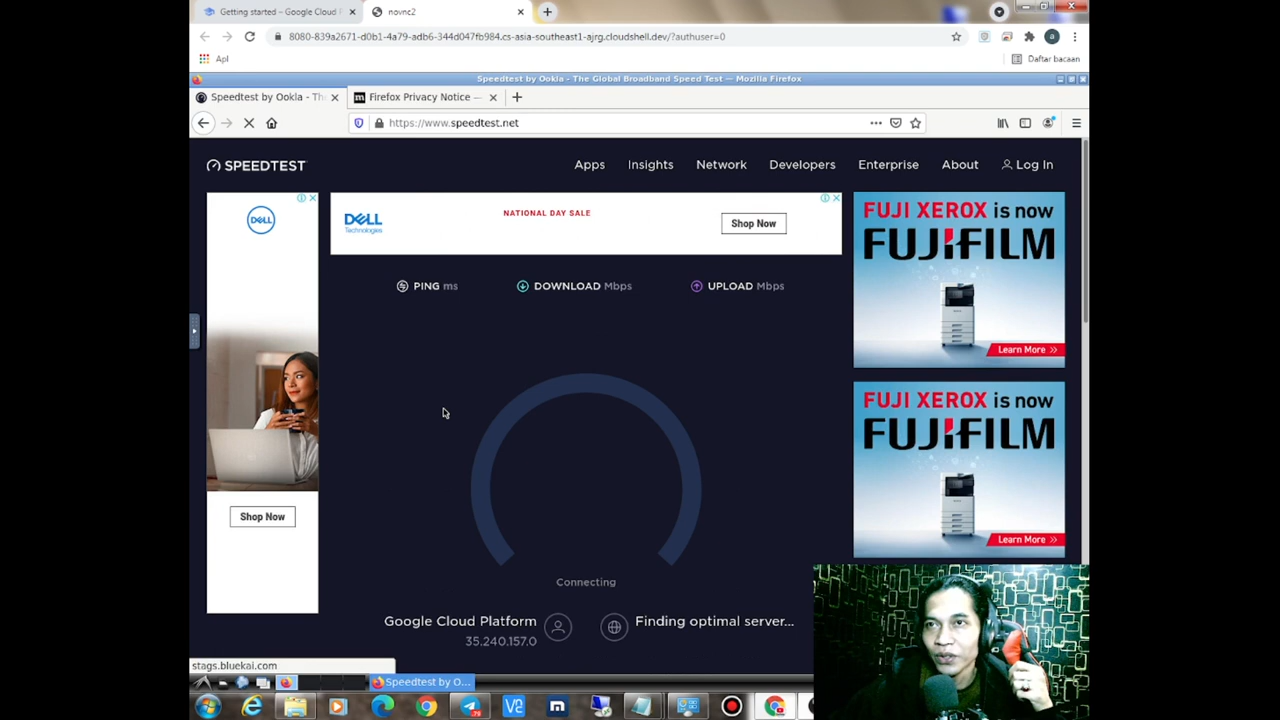 Getting started – Google Cloud P
novnc2
8080-839a2671-d0b1-4a79-adb6-344d047fb984.cs-asia-southeast1-ajrg.cloudshell.dev/?authuser=0
Apl
Daftar bacaan
Speedtest by Ookla - The Global Broadband Speed Test — Mozilla Firefox
Speedtest by Ookla - Th
Firefox Privacy Notice —
https://www.speedtest.net
SPEEDTEST
Apps
Insights
Network
Developers
Enterprise
About
Log In
DELL
DELL
Technologies
NATIONAL DAY SALE
Shop Now
FUJI XEROX is now
FUJIFILM
Learn More >>
PING ms
DOWNLOAD Mbps
UPLOAD Mbps
FUJI XEROX is now
FUJIFILM
Learn More >>
Shop Now
Connecting
Google Cloud Platform
35.240.157.0
Finding optimal server...
stags.bluekai.com
Speedtest by O...